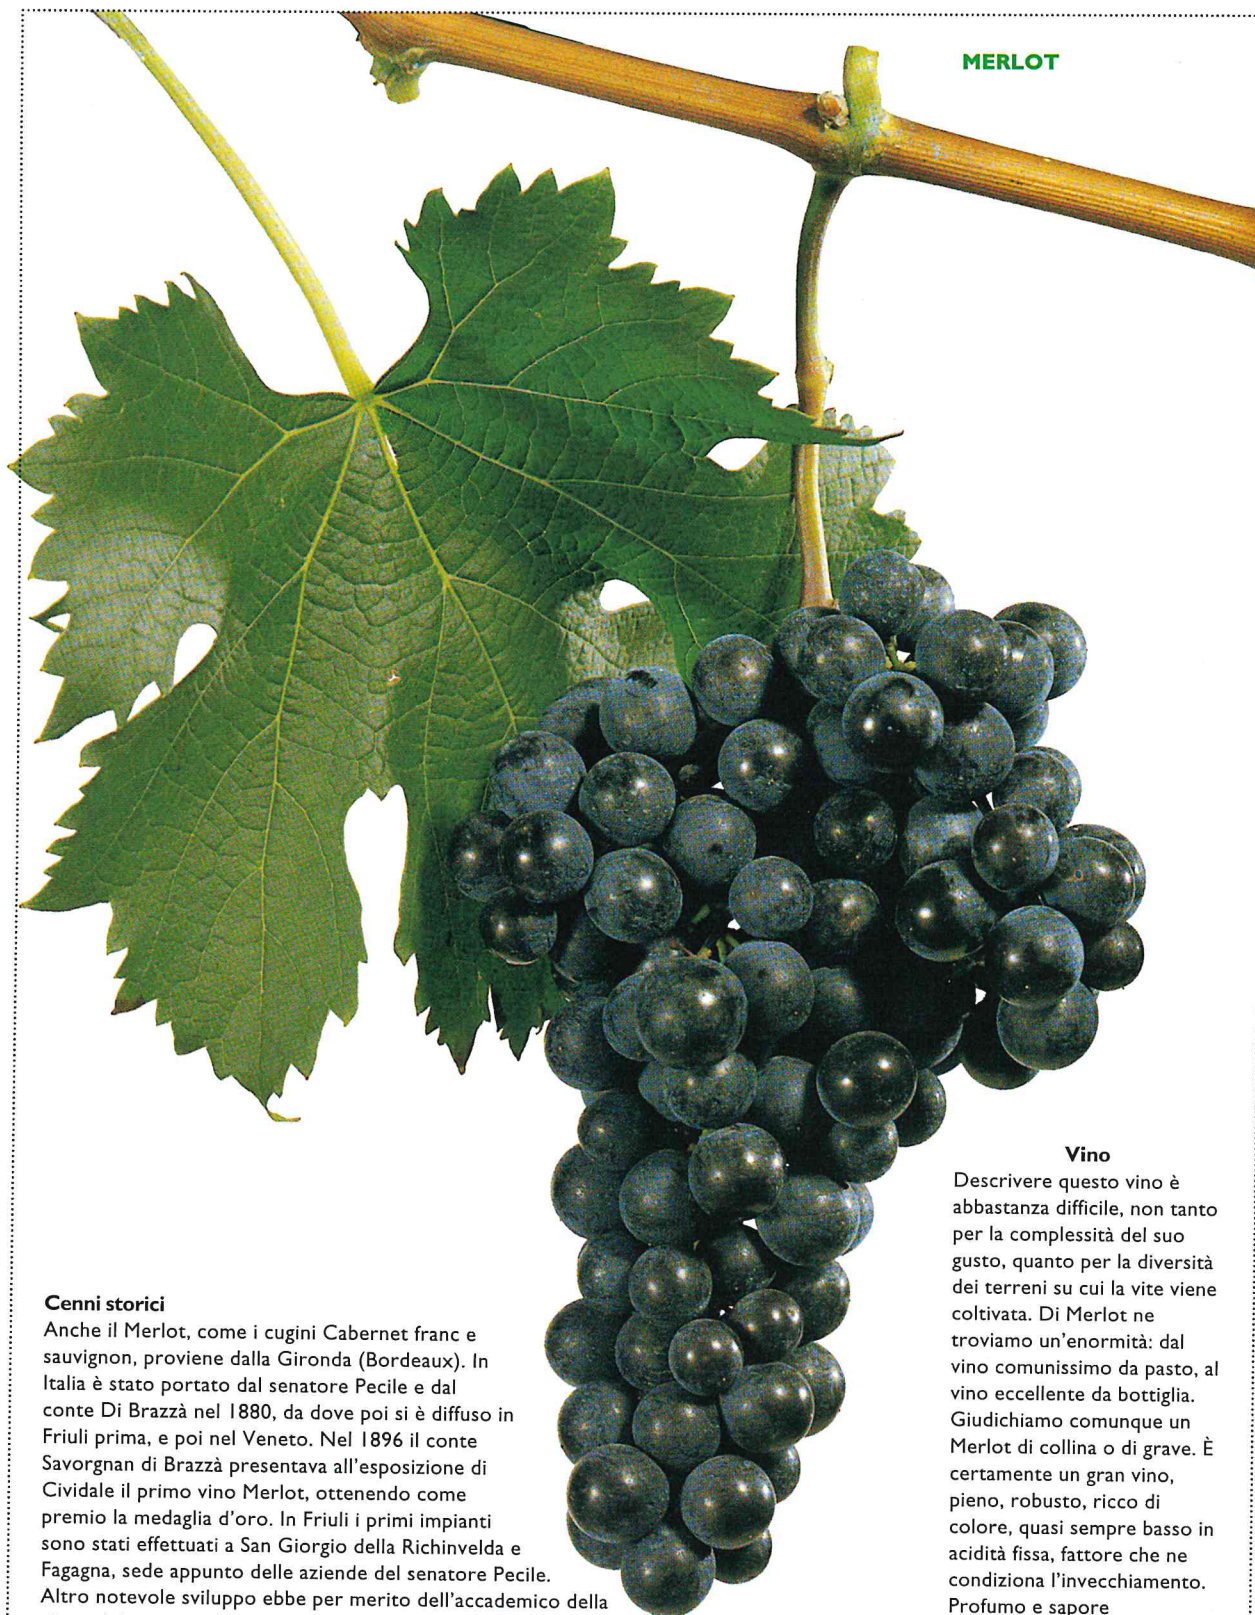 MERLOT
Cenni storici
Anche il Merlot, come i cugini Cabernet franc e
sauvignon, proviene dalla Gironda (Bordeaux). In
Italia è stato portato dal senatore Pecile e dal
conte Di Brazzà nel 1880, da dove poi si è diffuso in
Friuli prima, e poi nel Veneto. Nel 1896 il conte
Savorgnan di Brazzà presentava all'esposizione di
Cividale il primo vino Merlot, ottenendo come
premio la medaglia d'oro. In Friuli i primi impianti
sono stati effettuati a San Giorgio della Richinvelda e
Fagagna, sede appunto delle aziende del senatore Pecile.
Altro notevole sviluppo ebbe per merito dell'accademico della
Vino
Descrivere questo vino è
abbastanza difficile, non tanto
per la complessità del suo
gusto, quanto per la diversità
dei terreni su cui la vite viene
coltivata. Di Merlot ne
troviamo un'enormità: dal
vino comunissimo da pasto, al
vino eccellente da bottiglia.
Giudichiamo comunque un
Merlot di collina o di grave. È
certamente un gran vino,
pieno, robusto, ricco di
colore, quasi sempre basso in
acidità fissa, fattore che ne
condiziona l'invecchiamento.
Profumo e sapore